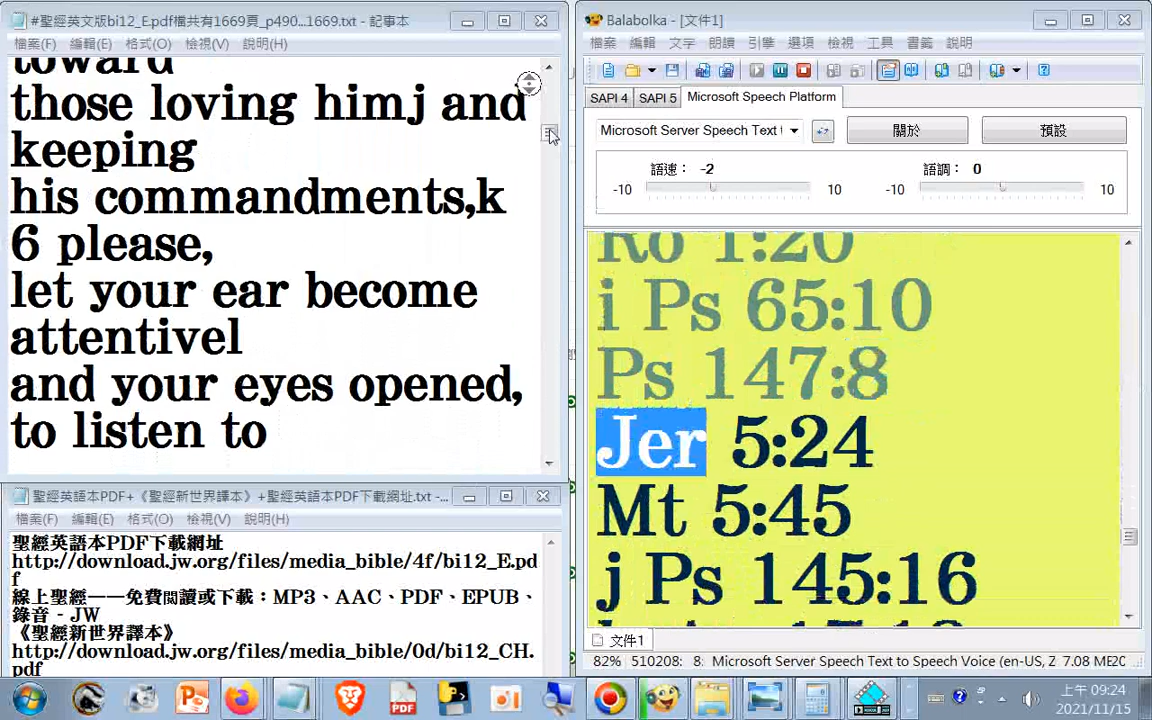 #聖經英文版bi12_E.pdf檔共有1669頁_p490...1669.txt - 記事本
檔案(F) 編輯(E) 格式(O) 檢視(V) 說明(H)
toward
those loving himj and
keeping
his commandments,k
6 please,
let your ear become
attentivel
and your eyes opened,
to listen to
聖經英語本PDF+《聖經新世界譯本》+聖經英語本PDF下載網址.txt -...
檔案(F) 編輯(E) 格式(O) 檢視(V) 說明(H)
聖經英語本PDF下載網址
http://download.jw.org/files/media_bible/4f/bi12_E.pd
f
線上聖經——免費閱讀或下載：MP3、AAC、PDF、EPUB、
錄音 - JW
《聖經新世界譯本》
http://download.jw.org/files/media_bible/0d/bi12_CH.
pdf
Balabolka - [文件1]
檔案 編輯 文字 朗讀 引擎 選項 檢視 工具 書籤 說明
SAPI 4 SAPI 5 Microsoft Speech Platform
Microsoft Server Speech Text t 關於 預設
語速： -2 語調： 0
-10 10 -10 10
Ro 1:20
i Ps 65:10
Ps 147:8
Jer 5:24
Mt 5:45
j Ps 145:16
文件1
82% 510208: 8: Microsoft Server Speech Text to Speech Voice (en-US, Z 7.08 ME20
上午 09:24
2021/11/15